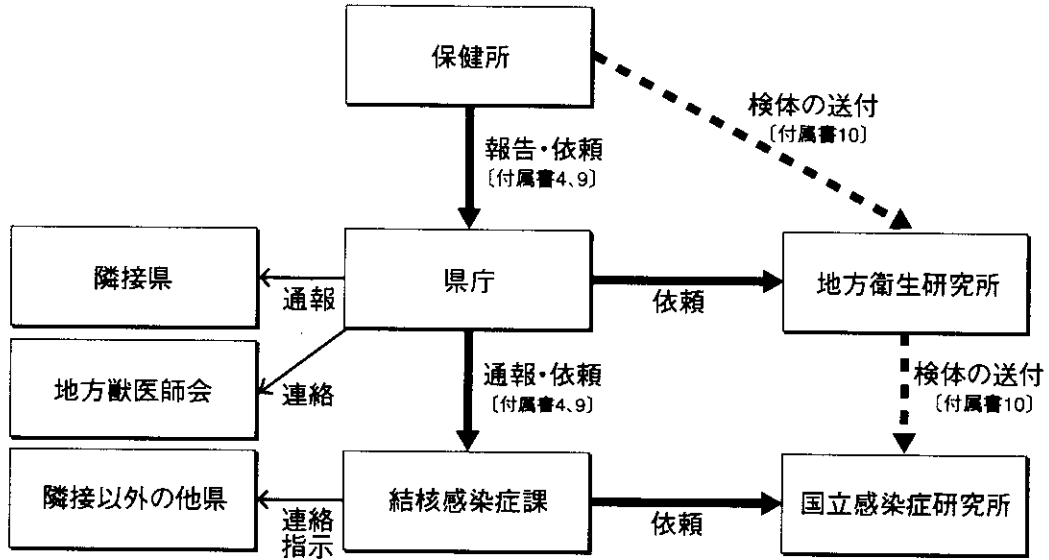 保健所
検体の送付
〔付属書10〕
報告・依頼
〔付属書4、9〕
隣接県
通報
県庁
依頼
地方衛生研究所
地方獣医師会
連絡
通報・依頼
〔付属書4、9〕
検体の送付
〔付属書10〕
隣接以外の他県
連絡
指示
結核感染症課
依頼
国立感染症研究所